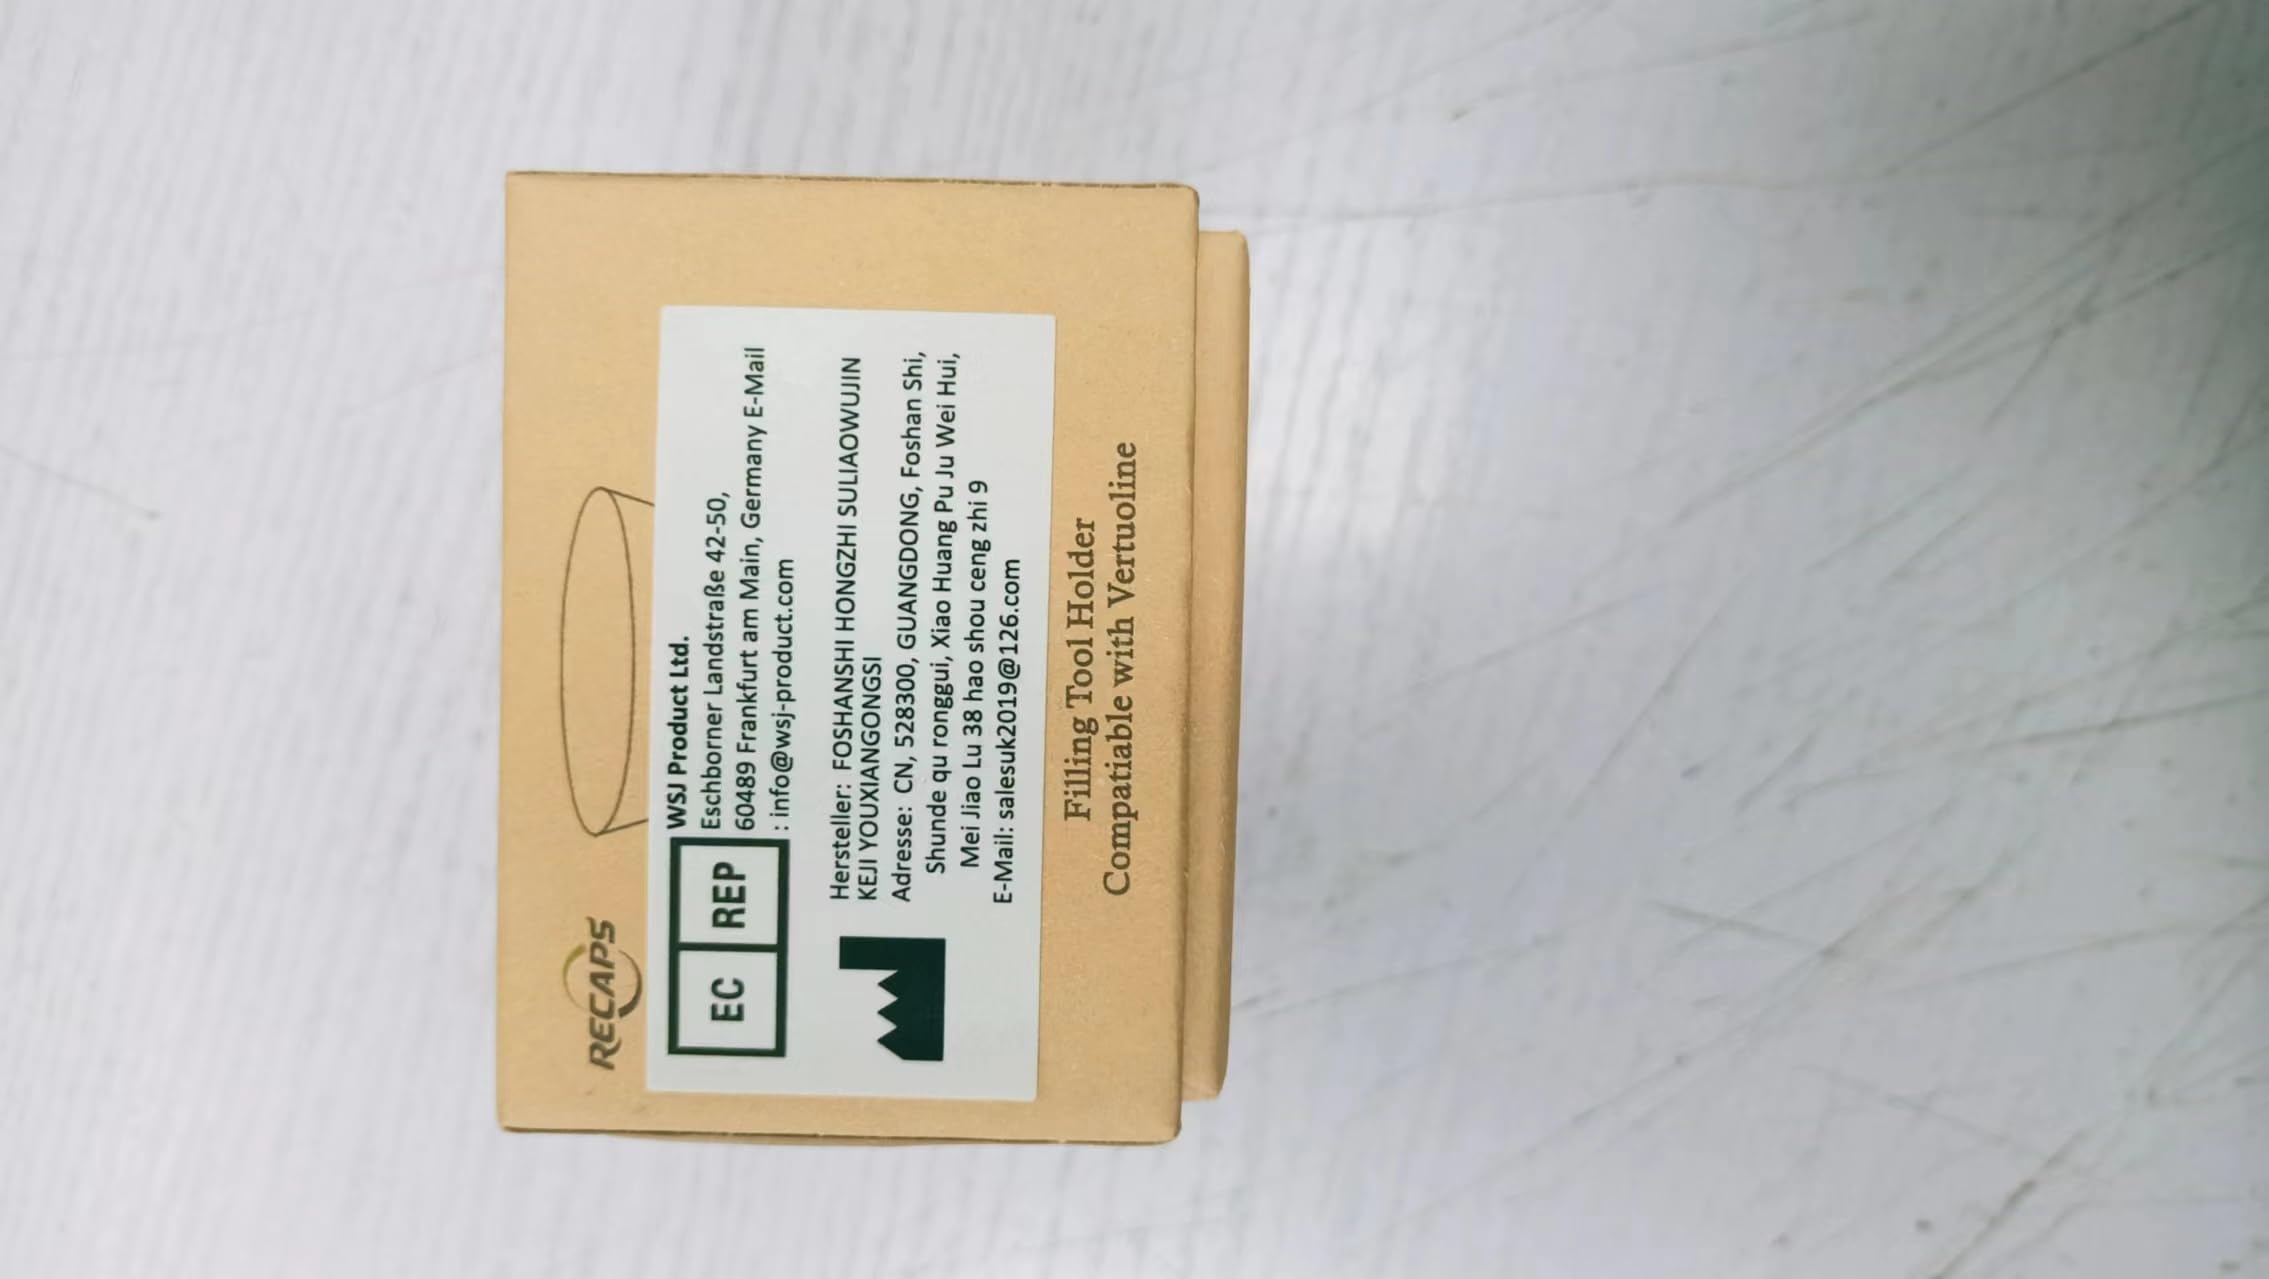 RECAPS
EC REP
WSJ Product Ltd.
Eschborner Landstraße 42-50,
60489 Frankfurt am Main, Germany E-Mail
: info@wsj-product.com
Hersteller: FOSHANSHI HONGZHI SULIAOWUJIN
KEJI YOUXIANGONGSI
Adresse: CN, 528300, GUANGDONG, Foshan Shi,
Shunde qu ronggui, Xiao Huang Pu Ju Wei Hui,
Mei Jiao Lu 38 hao shou ceng zhi 9
E-Mail: salesuk2019@126.com
Filling Tool Holder
Compatiable with Vertuoline